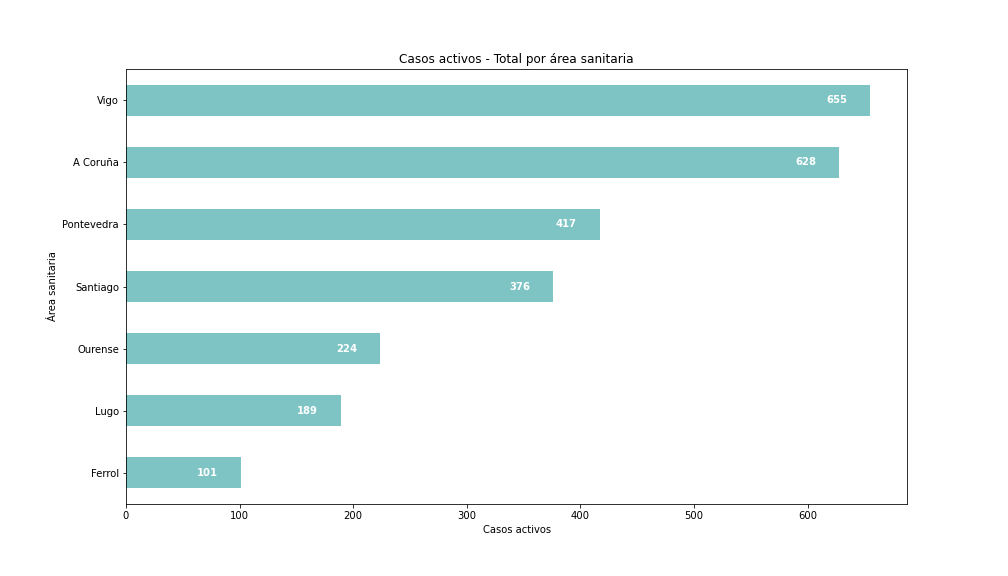 Casos activos - Total por área sanitaria
Vigo 655
A Coruña 628
Pontevedra 417
Santiago 376
Ourense 224
Lugo 189
Ferrol 101
Área sanitaria
0 100 200 300 400 500 600
Casos activos